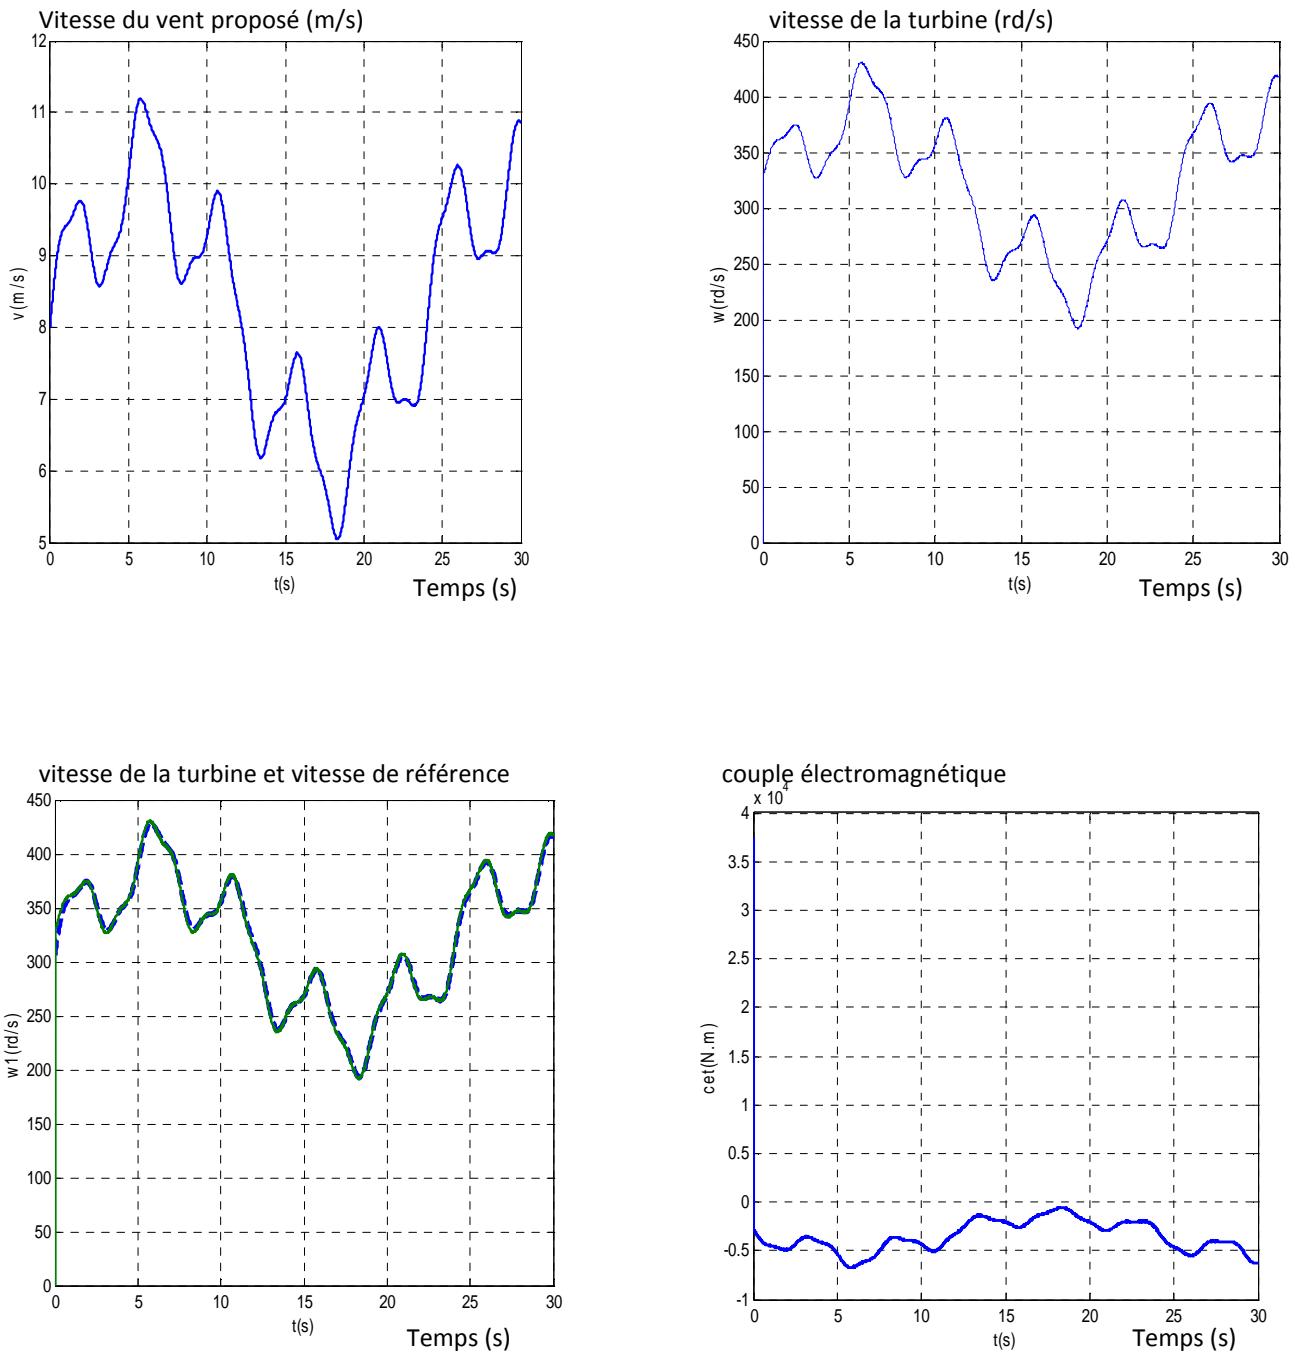 Vitesse du vent proposé (m/s)
12
11
10
9
8
7
6
5
v(m/s)
0 5 10 15 20 25 30
t(s)
Temps (s)
vitesse de la turbine (rd/s)
450
400
350
300
250
200
150
100
50
0
w(rd/s)
0 5 10 15 20 25 30
t(s)
Temps (s)
vitesse de la turbine et vitesse de référence
450
400
350
300
250
200
150
100
50
0
w1(rd/s)
0 5 10 15 20 25 30
t(s)
Temps (s)
couple électromagnétique
x 10^4
4
3.5
3
2.5
2
1.5
1
0.5
0
-0.5
-1
cet(N.m)
0 5 10 15 20 25 30
t(s)
Temps (s)